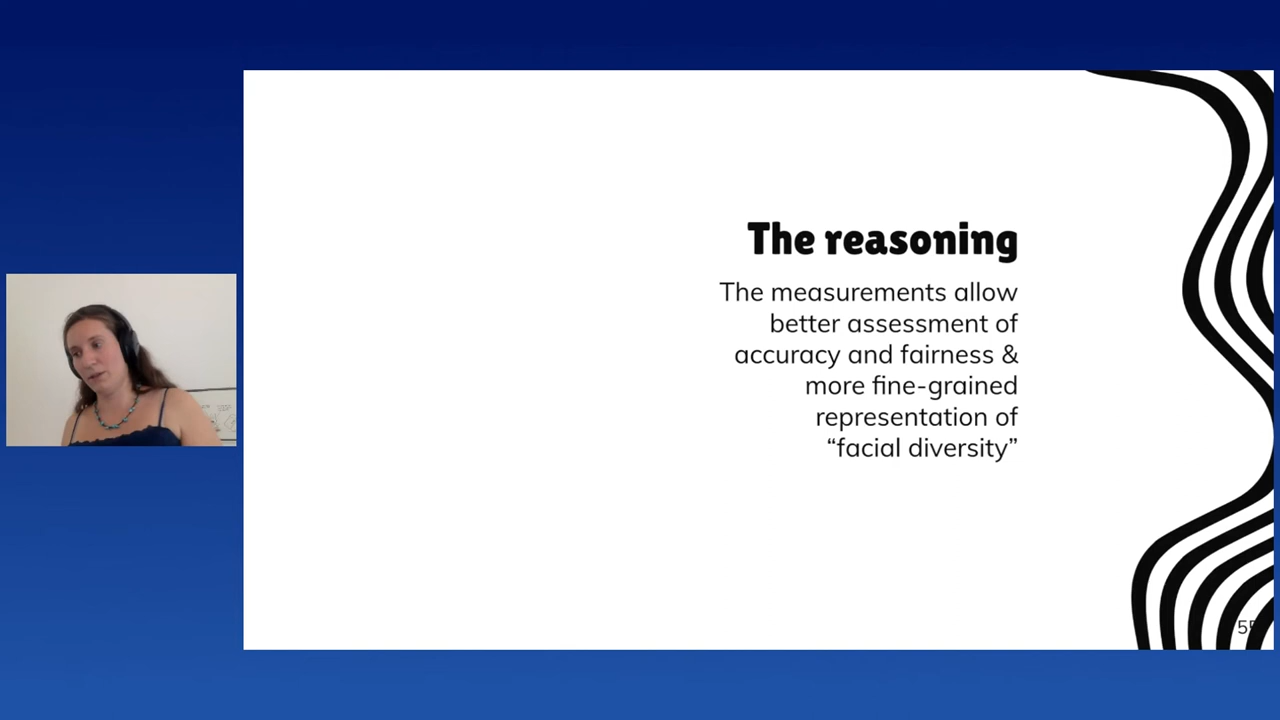 The reasoning
The measurements allow
better assessment of
accuracy and fairness &
more fine-grained
representation of
“facial diversity”